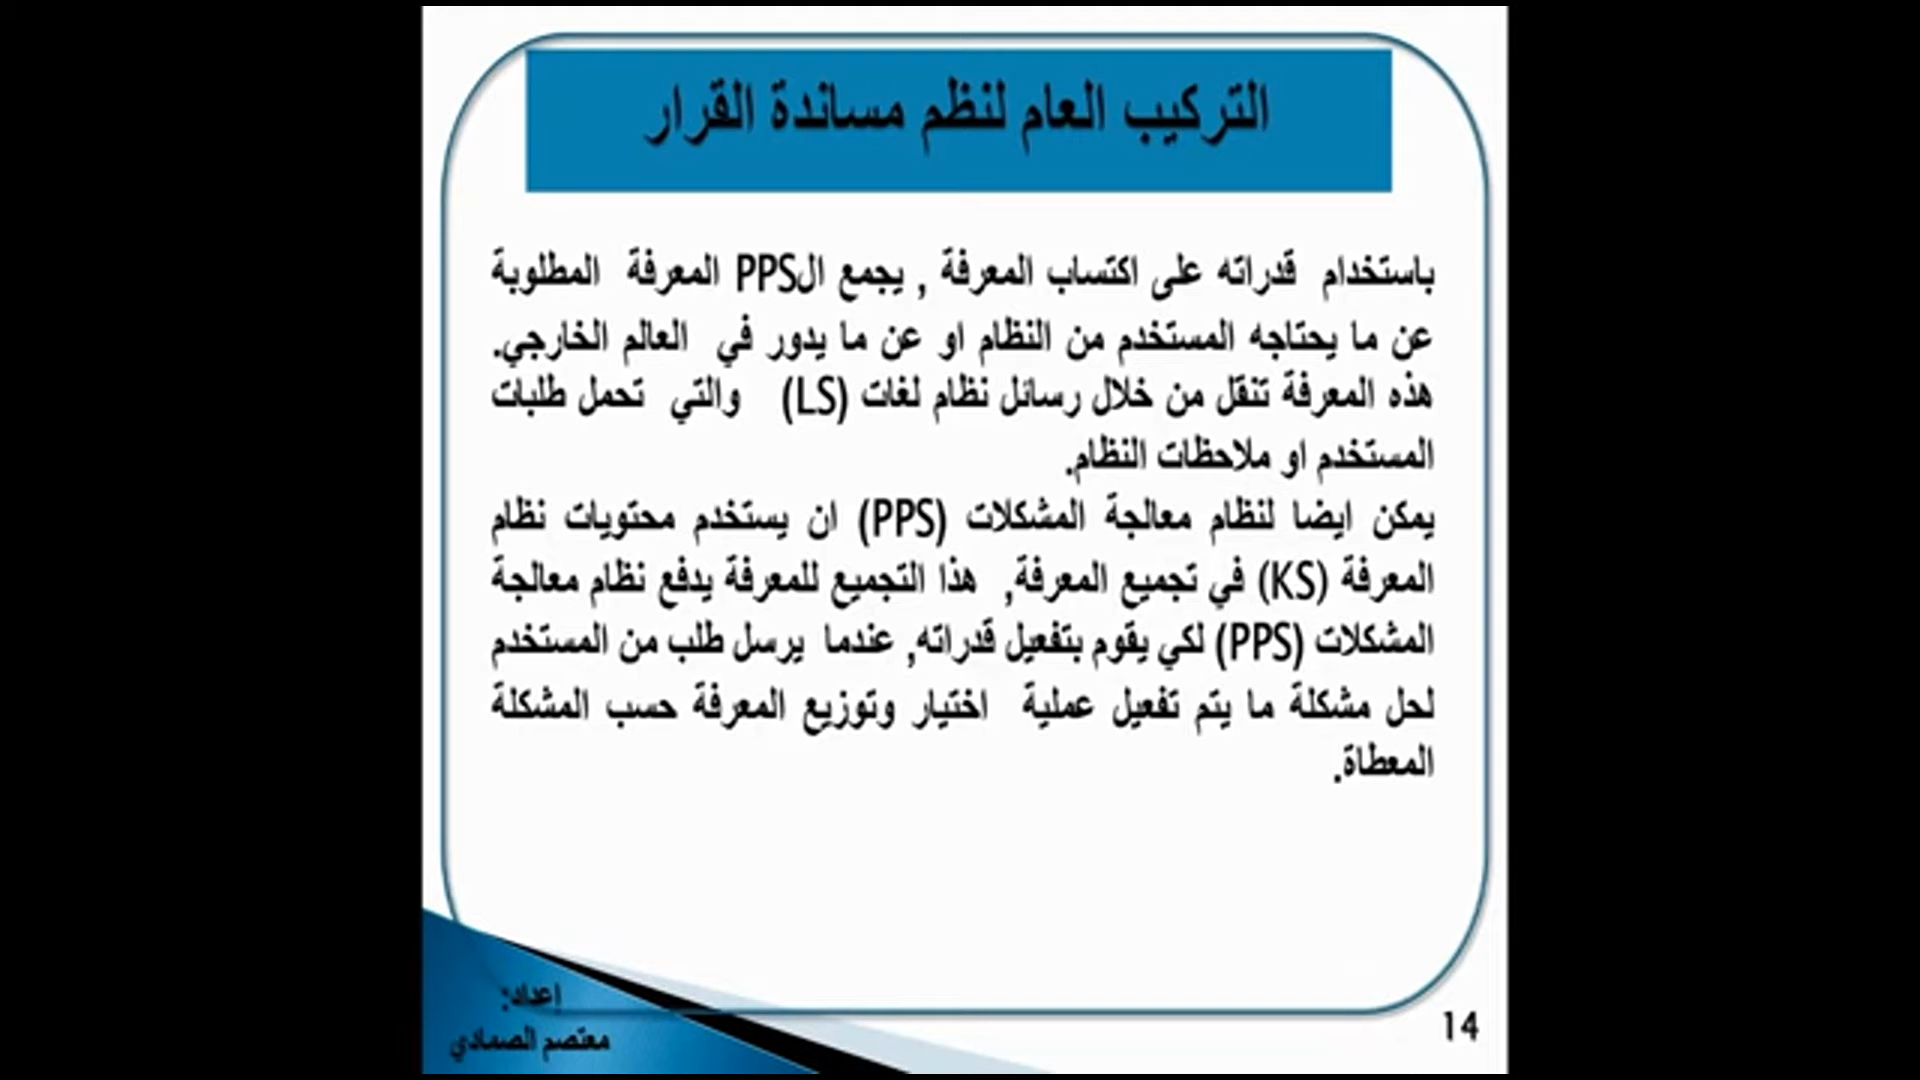 التركيب العام لنظم مساندة القرار
باستخدام قدراته على اكتساب المعرفة , يجمع الPPS المعرفة المطلوبة
عن ما يحتاجه المستخدم من النظام او عن ما يدور في العالم الخارجي.
هذه المعرفة تنقل من خلال رسائل نظام لغات (LS) والتي تحمل طلبات
المستخدم او ملاحظات النظام.
يمكن ايضا لنظام معالجة المشكلات (PPS) ان يستخدم محتويات نظام
المعرفة (KS) في تجميع المعرفة, هذا التجميع للمعرفة يدفع نظام معالجة
المشكلات (PPS) لكي يقوم بتفعيل قدراته, عندما يرسل طلب من المستخدم
لحل مشكلة ما يتم تفعيل عملية اختيار وتوزيع المعرفة حسب المشكلة
المعطاة.
إعداد:
معتصم الصمادي
14